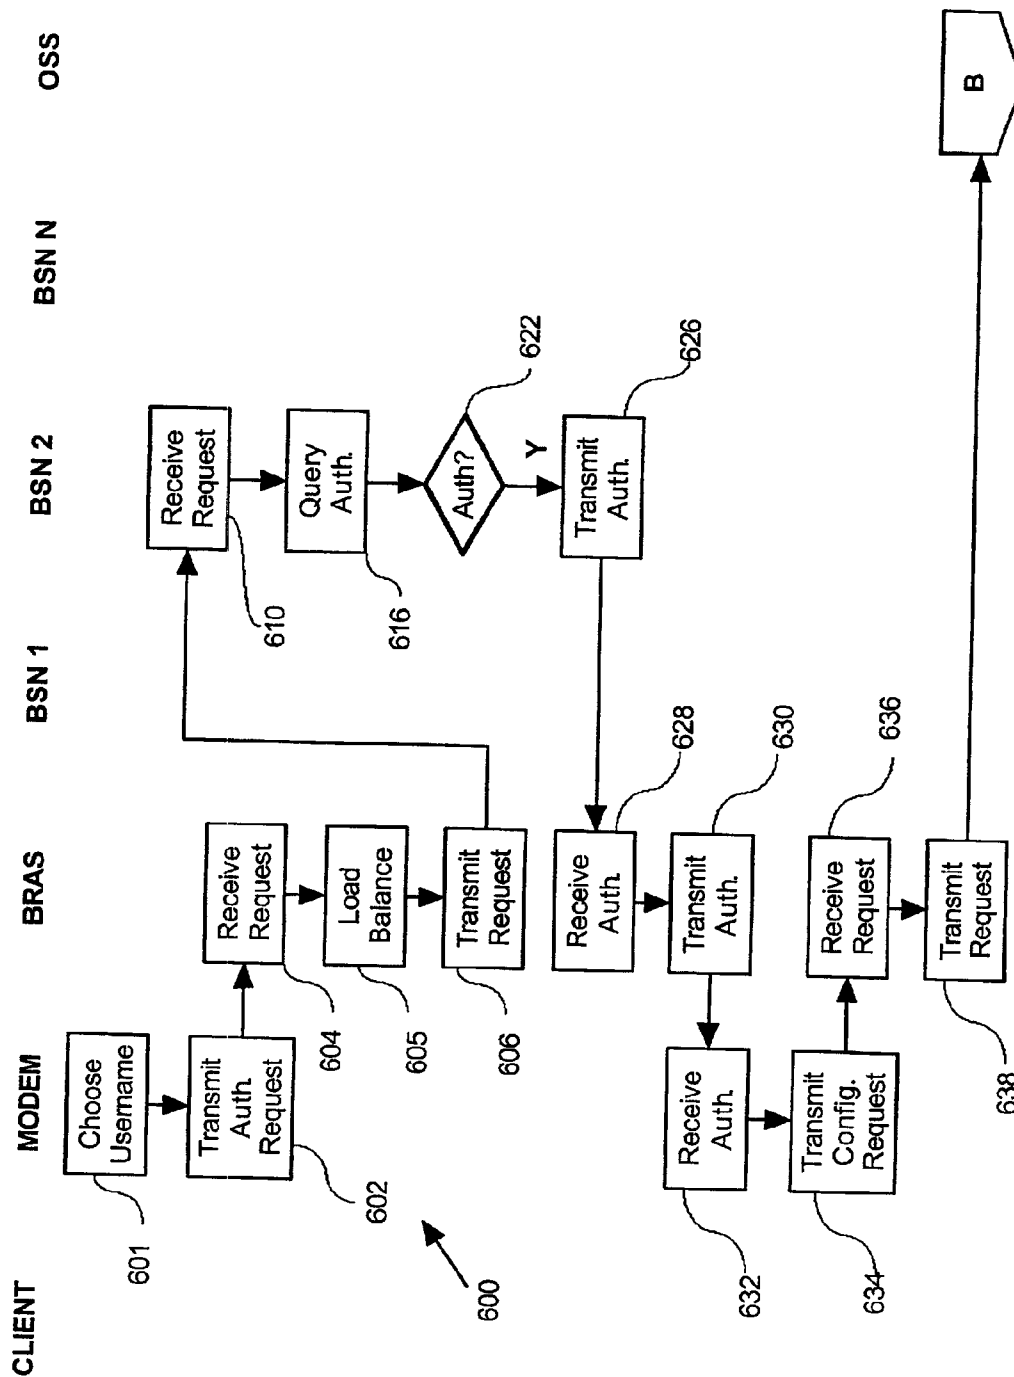 CLIENT
MODEM
BRAS
BSN 1
BSN 2
BSN N
OSS
Choose
Username
601
Transmit
Auth.
Request
602
600
Receive
Request
604
Load
Balance
605
Transmit
Request
606
Receive
Request
610
Query
Auth.
616
Auth?
622
Y
Transmit
Auth.
626
Receive
Auth.
628
Transmit
Auth.
630
Receive
Auth.
632
Transmit
Config.
Request
634
Receive
Request
636
Transmit
Request
638
B